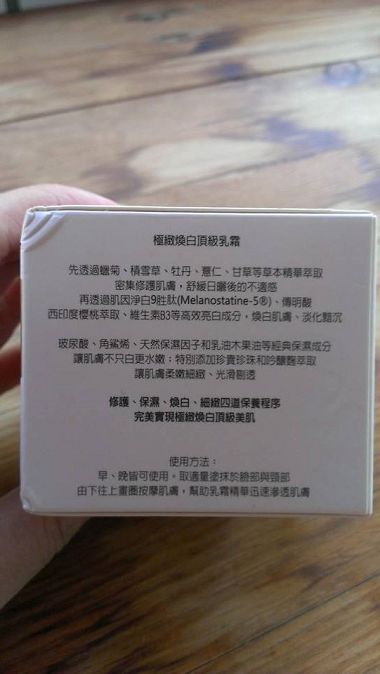 極緻煥白頂級乳霜
先透過蠟菊、積雪草、牡丹、薏仁、甘草等草本精華萃取
密集修護肌膚，舒緩日曬後的不適感
再透過肌因淨白9胜肽(Melanostatine-5®)、傳明酸
西印度櫻桃萃取、維生素B3等高效亮白成分，煥白肌膚、淡化黯沉
玻尿酸、角鯊烯、天然保濕因子和乳油木果油等經典保濕成分
讓肌膚不只白更水嫩；特別添加珍貴珍珠和吟釀麴萃取
讓肌膚柔嫩細緻、光滑剔透
修護、保濕、煥白、細緻四道保養程序
完美實現極緻煥白頂級美肌
使用方法：
早、晚皆可使用。取適量塗抹於臉部與頸部
由下往上畫圈按摩肌膚，幫助乳霜精華迅速滲透肌膚